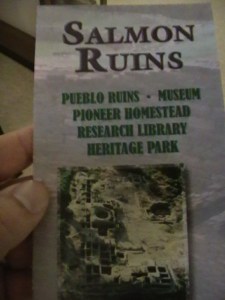 SALMON
RUINS
PUEBLO RUINS • MUSEUM
PIONEER HOMESTEAD
RESEARCH LIBRARY
HERITAGE PARK